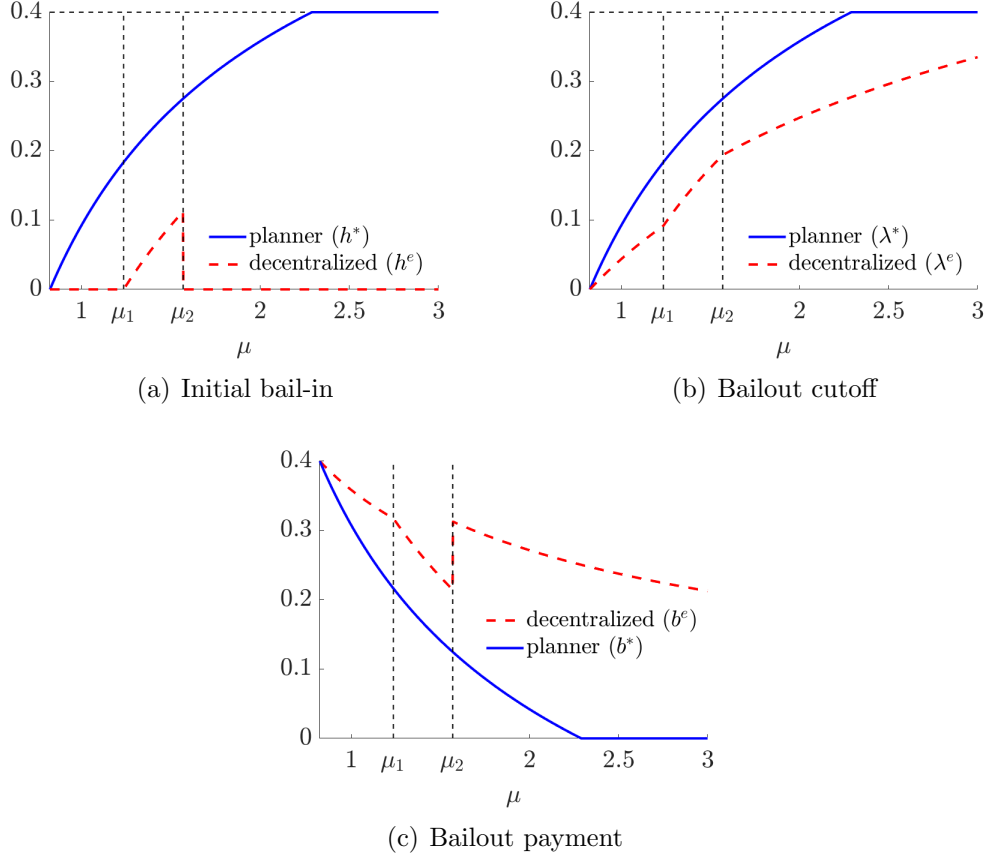 0.4
0.3
0.2
0.1
0
planner (h*)
decentralized (hᵉ)
1 μ₁ μ₂ 2 2.5 3
μ
(a) Initial bail-in
0.4
0.3
0.2
0.1
0
planner (λ*)
decentralized (λᵉ)
1 μ₁ μ₂ 2 2.5 3
μ
(b) Bailout cutoff
0.4
0.3
0.2
0.1
0
decentralized (bᵉ)
planner (b*)
1 μ₁ μ₂ 2 2.5 3
μ
(c) Bailout payment